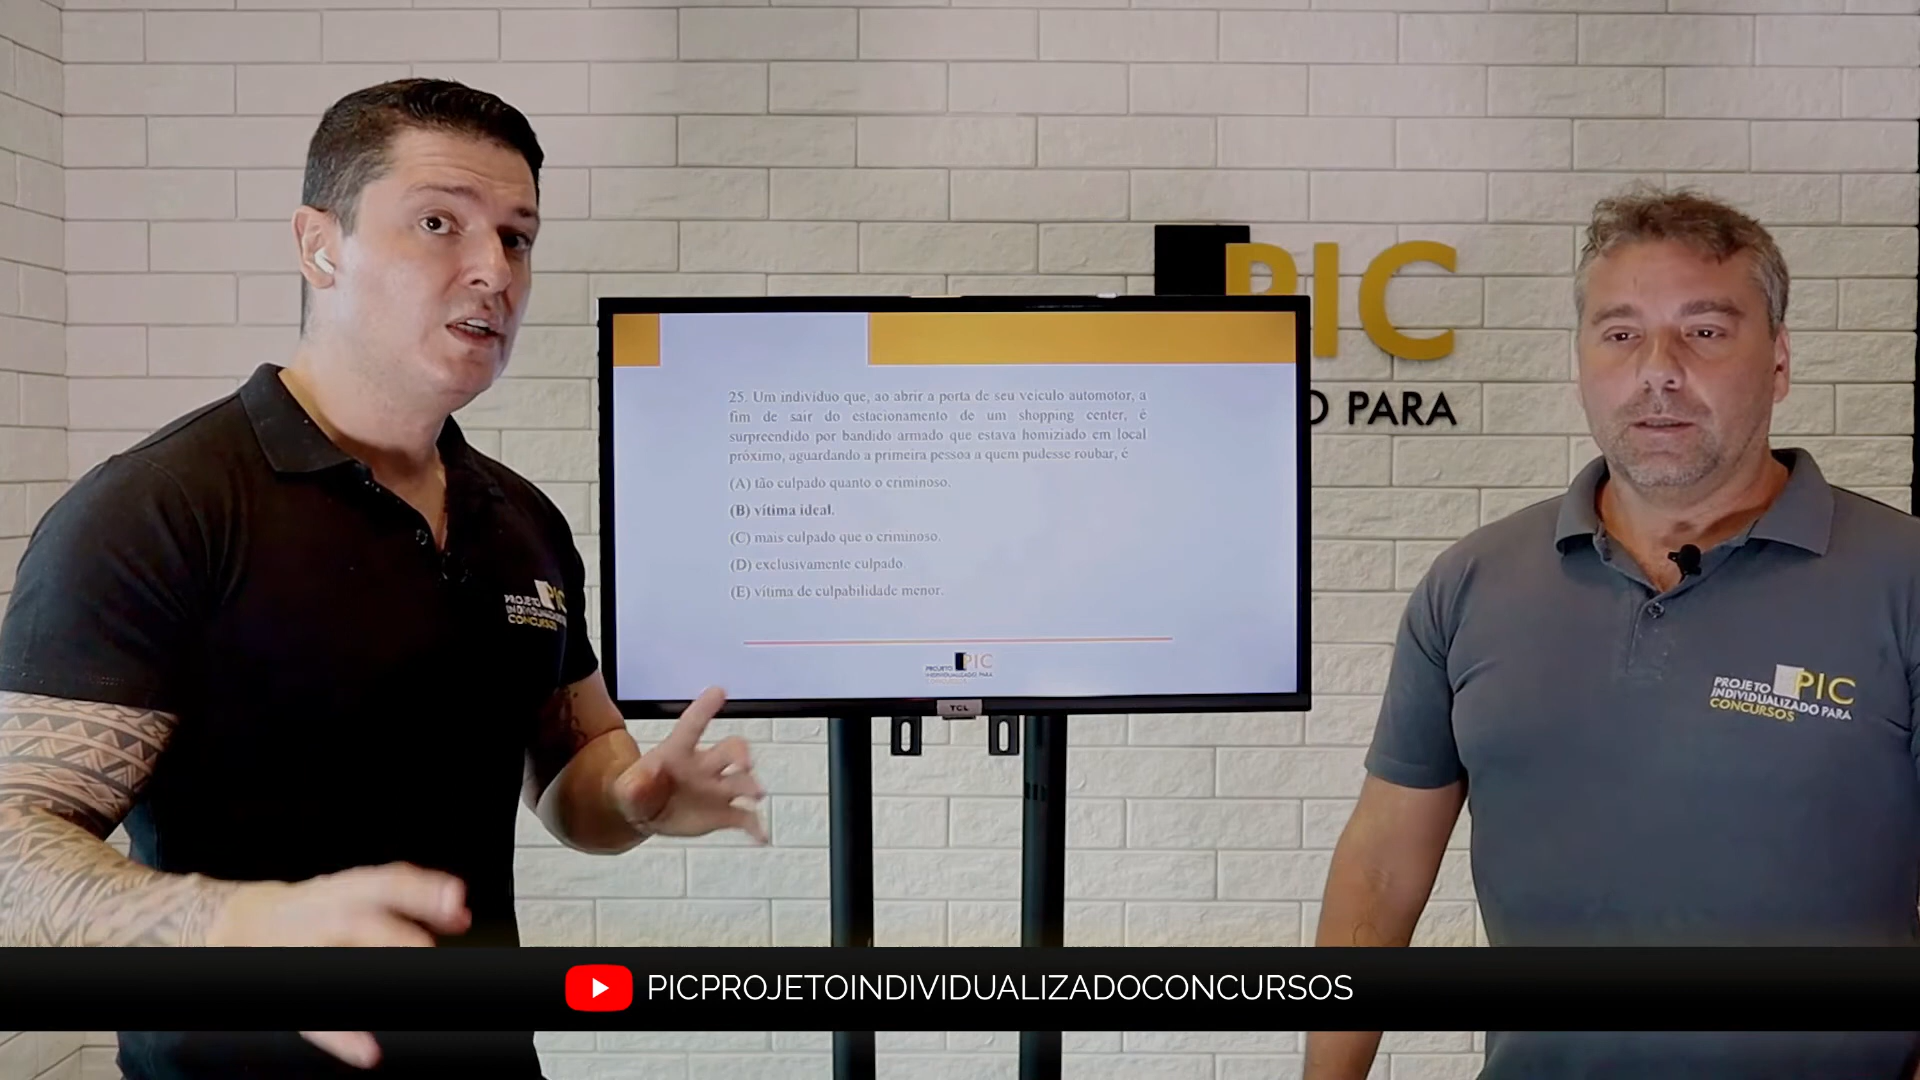 PIC
O PARA
25. Um indivíduo que, ao abrir a porta de seu veículo automotor, a
fim de sair do estacionamento de um shopping center, é
surpreendido por bandido armado que estava homiziado em local
próximo, aguardando a primeira pessoa a quem pudesse roubar, é
(A) tão culpado quanto o criminoso.
(B) vítima ideal.
(C) mais culpado que o criminoso.
(D) exclusivamente culpado.
(E) vítima de culpabilidade menor.
PIC
PROJETO
INDIVIDUALIZADO PARA
TCL
PIC
PROJETO
INDIVIDUALIZADO
CONCURSOS
PIC
PROJETO
INDIVIDUALIZADO PARA
CONCURSOS
PICPROJETOINDIVIDUALIZADOCONCURSOS